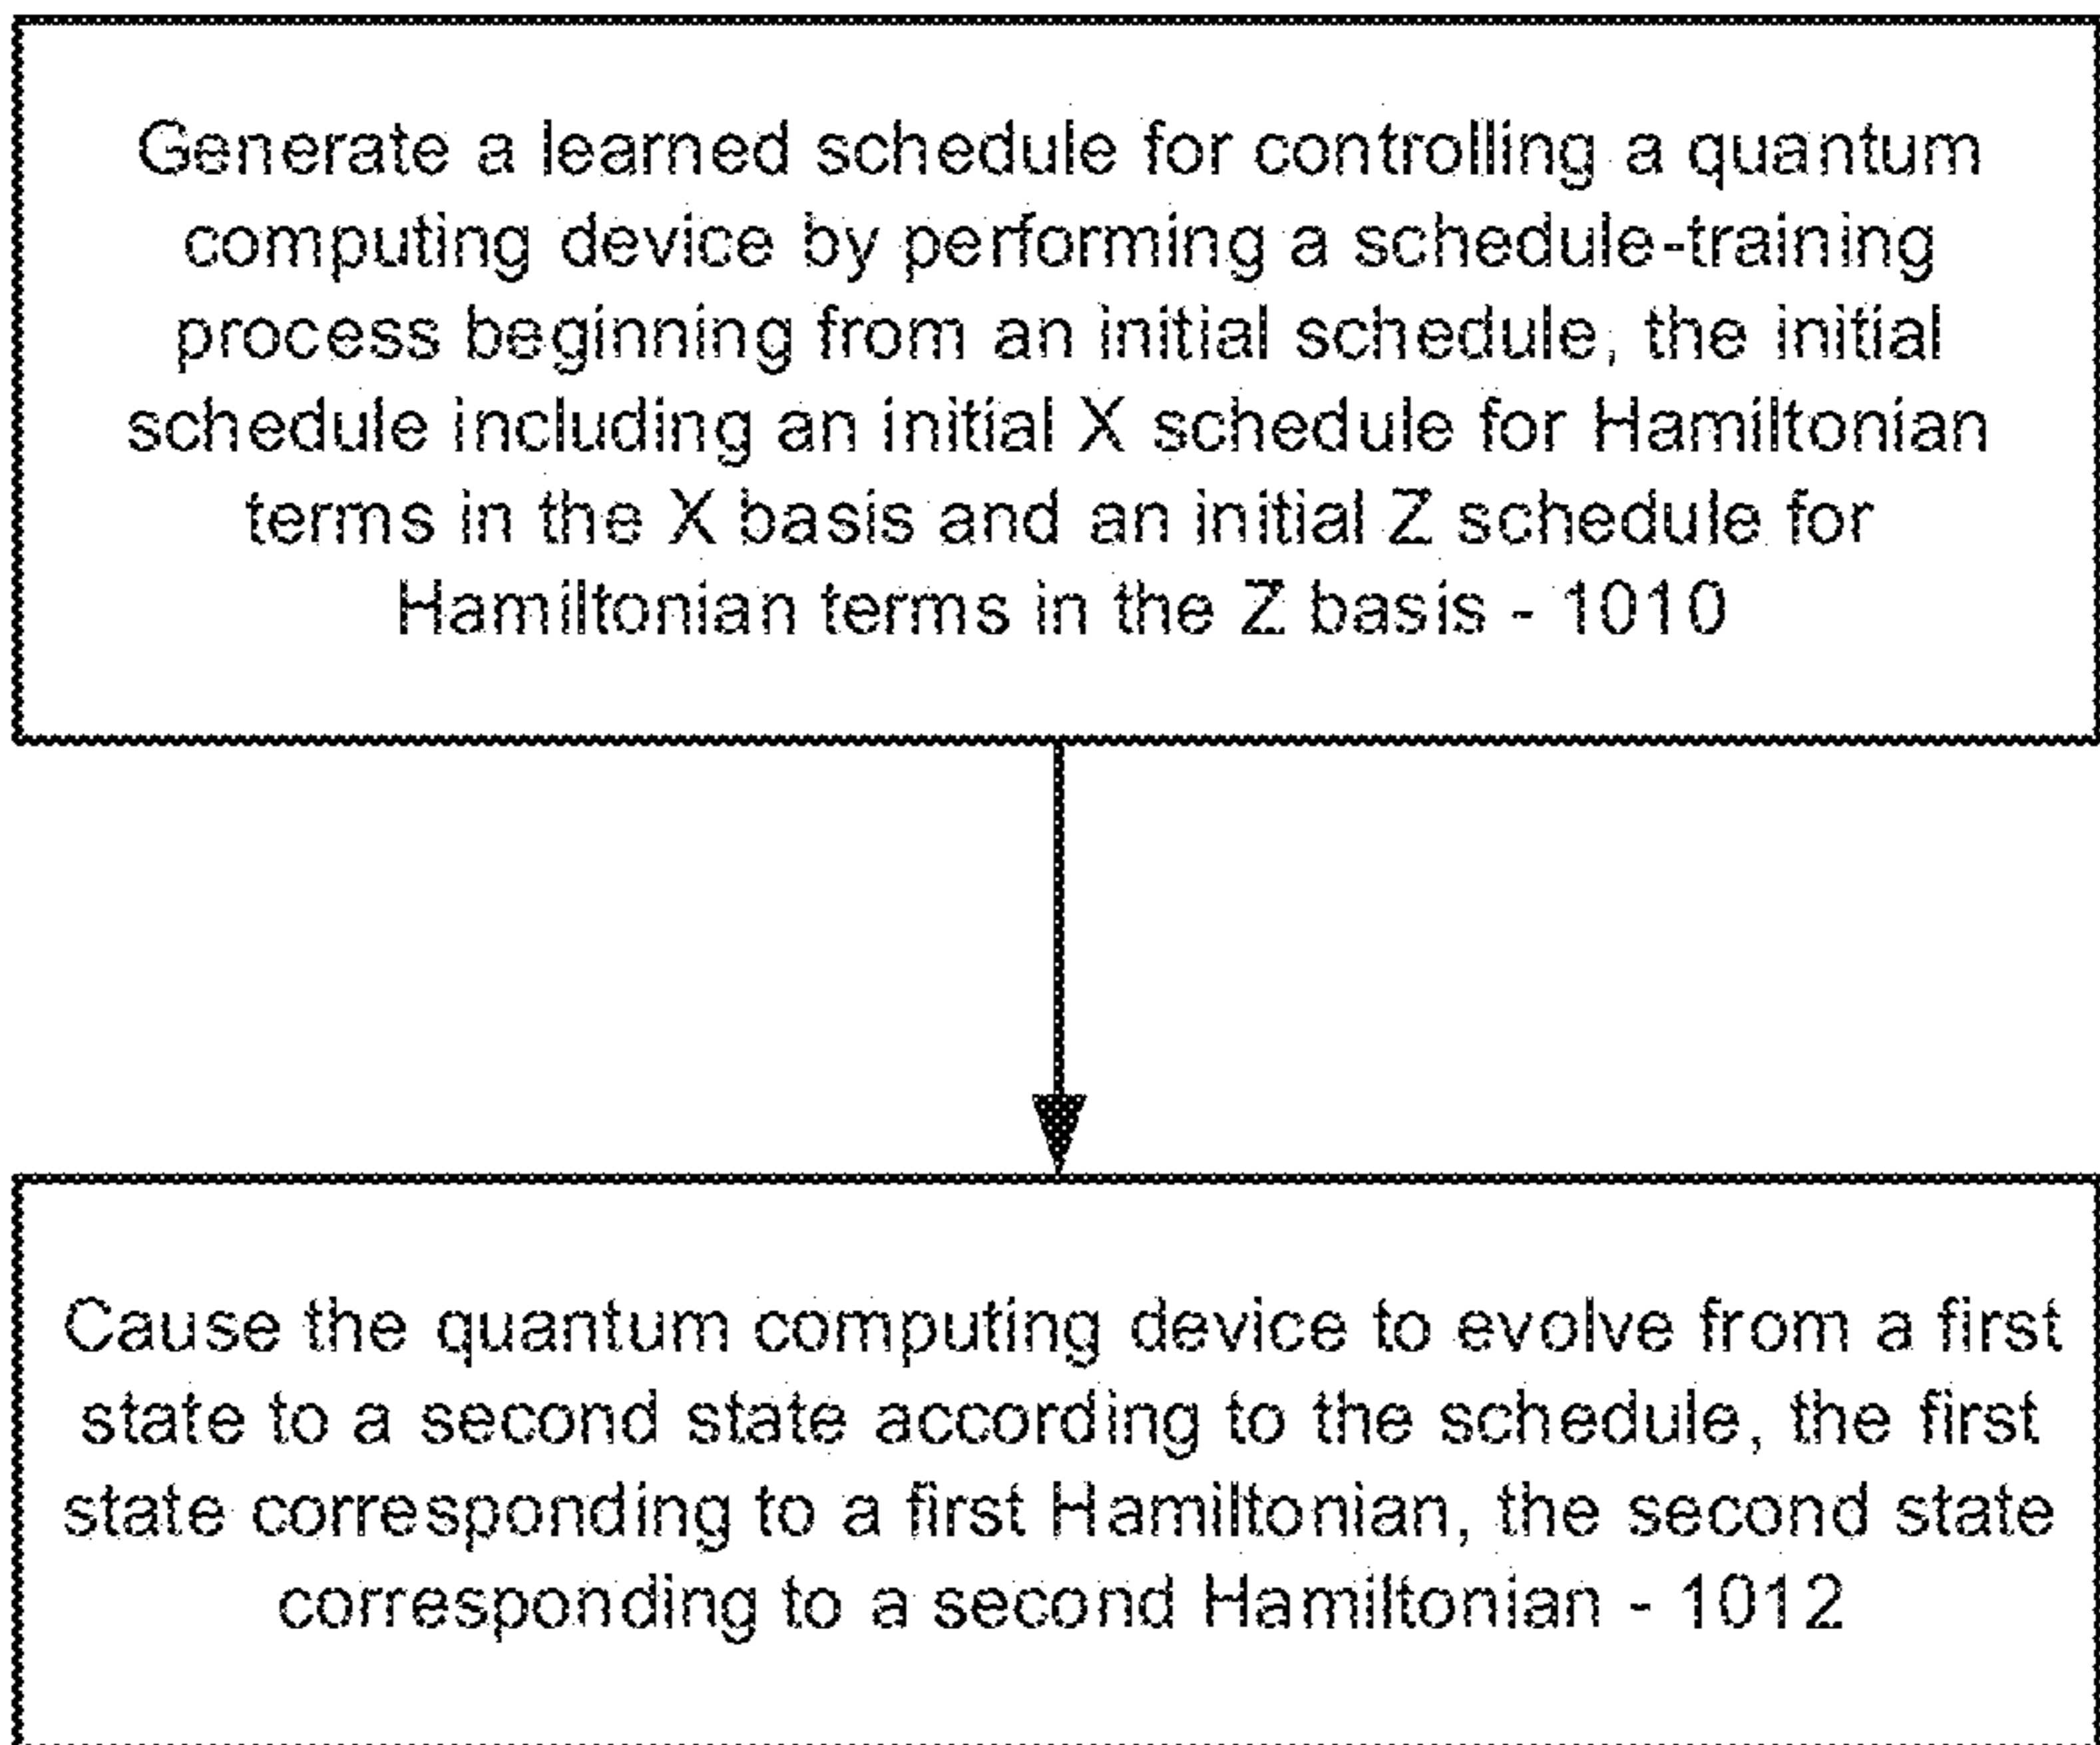 Generate a learned schedule for controlling a quantum
computing device by performing a schedule-training
process beginning from an initial schedule, the initial
schedule including an initial X schedule for Hamiltonian
terms in the X basis and an initial Z schedule for
Hamiltonian terms in the Z basis - 1010
Cause the quantum computing device to evolve from a first
state to a second state according to the schedule, the first
state corresponding to a first Hamiltonian, the second state
corresponding to a second Hamiltonian - 1012